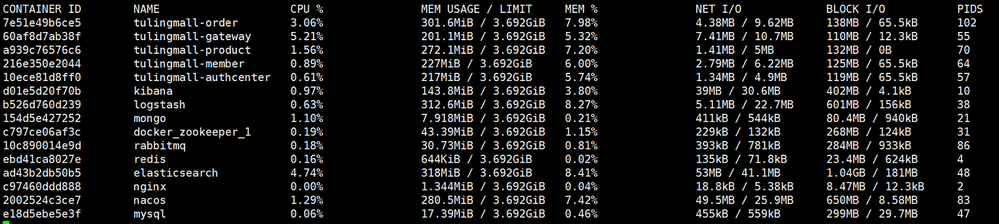 CONTAINER ID NAME CPU % MEM USAGE / LIMIT MEM % NET I/O BLOCK I/O PIDS
7e51e49b6ce5 tulingmall-order 3.06% 301.6MiB / 3.692GiB 7.98% 4.38MB / 9.62MB 138MB / 65.5kB 102
60af8d7ab38f tulingmall-gateway 5.21% 201.1MiB / 3.692GiB 5.32% 7.41MB / 10.7MB 110MB / 12.3kB 55
a939c76576c6 tulingmall-product 1.56% 272.1MiB / 3.692GiB 7.20% 1.41MB / 5MB 132MB / 0B 70
216e350e2044 tulingmall-member 0.89% 227MiB / 3.692GiB 6.00% 2.79MB / 6.22MB 125MB / 65.5kB 64
10ece81d8ff0 tulingmall-authcenter 0.61% 217MiB / 3.692GiB 5.74% 1.34MB / 4.9MB 119MB / 65.5kB 57
d01e5d20f70b kibana 0.97% 143.8MiB / 3.692GiB 3.80% 39MB / 30.6MB 402MB / 4.1kB 10
b526d760d239 logstash 0.63% 312.6MiB / 3.692GiB 8.27% 5.11MB / 22.7MB 601MB / 156kB 38
154d5e427252 mongo 1.10% 7.918MiB / 3.692GiB 0.21% 411kB / 544kB 80.4MB / 940kB 21
c797ce06af3c docker_zookeeper_1 0.19% 43.39MiB / 3.692GiB 1.15% 229kB / 132kB 268MB / 124kB 31
10c890014e9d rabbitmq 0.18% 30.73MiB / 3.692GiB 0.81% 393kB / 781kB 284MB / 933kB 86
ebd41ca8027e redis 0.16% 644KiB / 3.692GiB 0.02% 135kB / 71.8kB 23.4MB / 624kB 4
ad43b2db50b5 elasticsearch 4.74% 318MiB / 3.692GiB 8.41% 53MB / 41.1MB 1.04GB / 181MB 48
c97460ddd888 nginx 0.00% 1.344MiB / 3.692GiB 0.04% 18.8kB / 5.38kB 8.47MB / 12.3kB 2
2002524c3ce7 nacos 1.29% 280.5MiB / 3.692GiB 7.42% 49.5MB / 25.9MB 650MB / 8.58MB 83
e18d5ebe5e3f mysql 0.06% 17.39MiB / 3.692GiB 0.46% 455kB / 559kB 299MB / 29.7MB 47